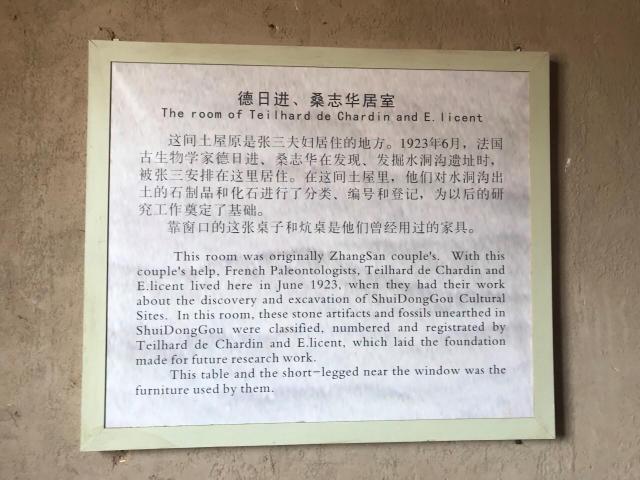 德日进、桑志华居室
The room of Teilhard de Chardin and E.licent
这间土屋原是张三夫妇居住的地方。1923年6月，法国
古生物学家德日进、桑志华在发现、发掘水洞沟遗址时，
被张三安排在这里居住。在这间土屋里，他们对水洞沟出
土的石制品和化石进行了分类、编号和登记，为以后的研
究工作奠定了基础。
靠窗口的这张桌子和炕桌是他们曾经用过的家具。
This room was originally ZhangSan couple's. With this
couple's help, French Paleontologists, Teilhard de Chardin and
E.licent lived here in June 1923, when they had their work
about the discovery and excavation of ShuiDongGou Cultural
Sites. In this room, these stone artifacts and fossils unearthed in
ShuiDongGou were classified, numbered and registrated by
Teilhard de Chardin and E.licent, which laid the foundation
made for future research work.
This table and the short-legged near the window was the
furniture used by them.